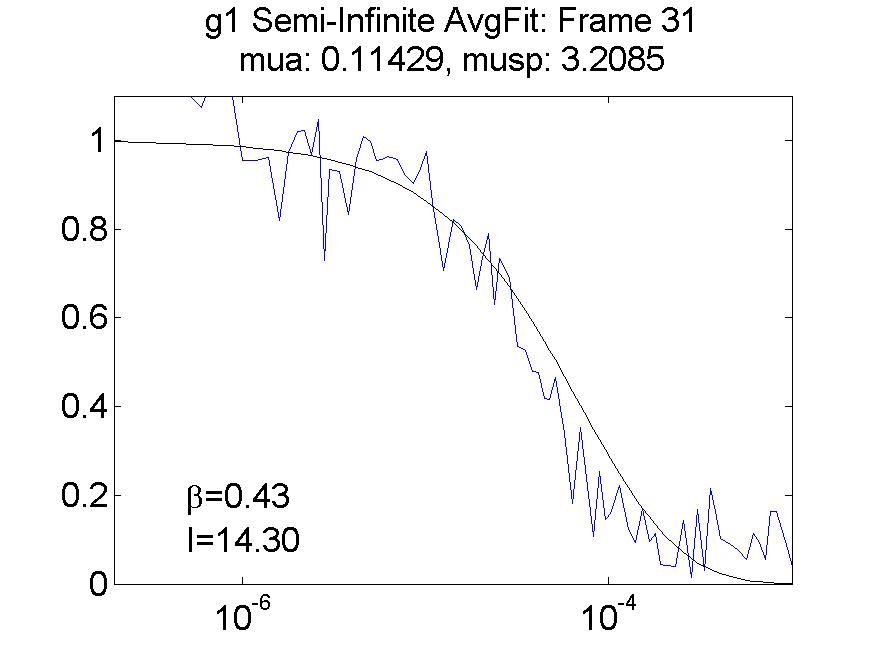 g1 Semi-Infinite AvgFit: Frame 31
mua: 0.11429, musp: 3.2085
1
0.8
0.6
0.4
0.2
0
β=0.43
I=14.30
10^-6
10^-4